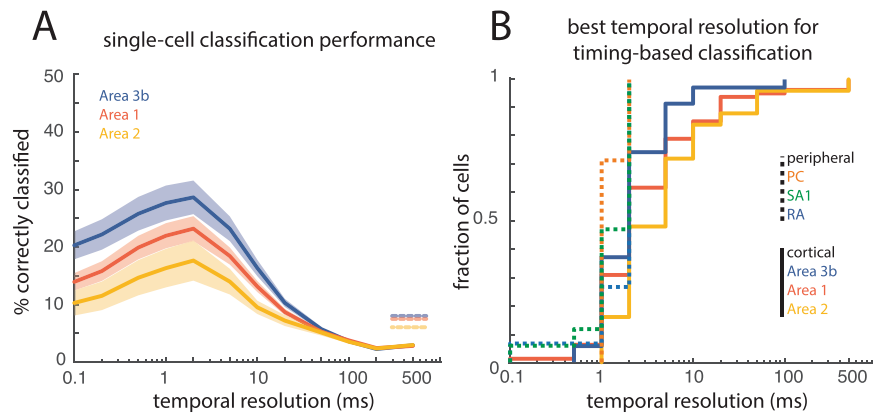 A
single-cell classification performance
Area 3b
Area 1
Area 2
% correctly classified
50
40
30
20
10
0
0.1
1
10
100
500
temporal resolution (ms)
B
best temporal resolution for
timing-based classification
fraction of cells
1
0.5
0
0.1
1
10
100
500
temporal resolution (ms)
peripheral
PC
SA1
RA
cortical
Area 3b
Area 1
Area 2